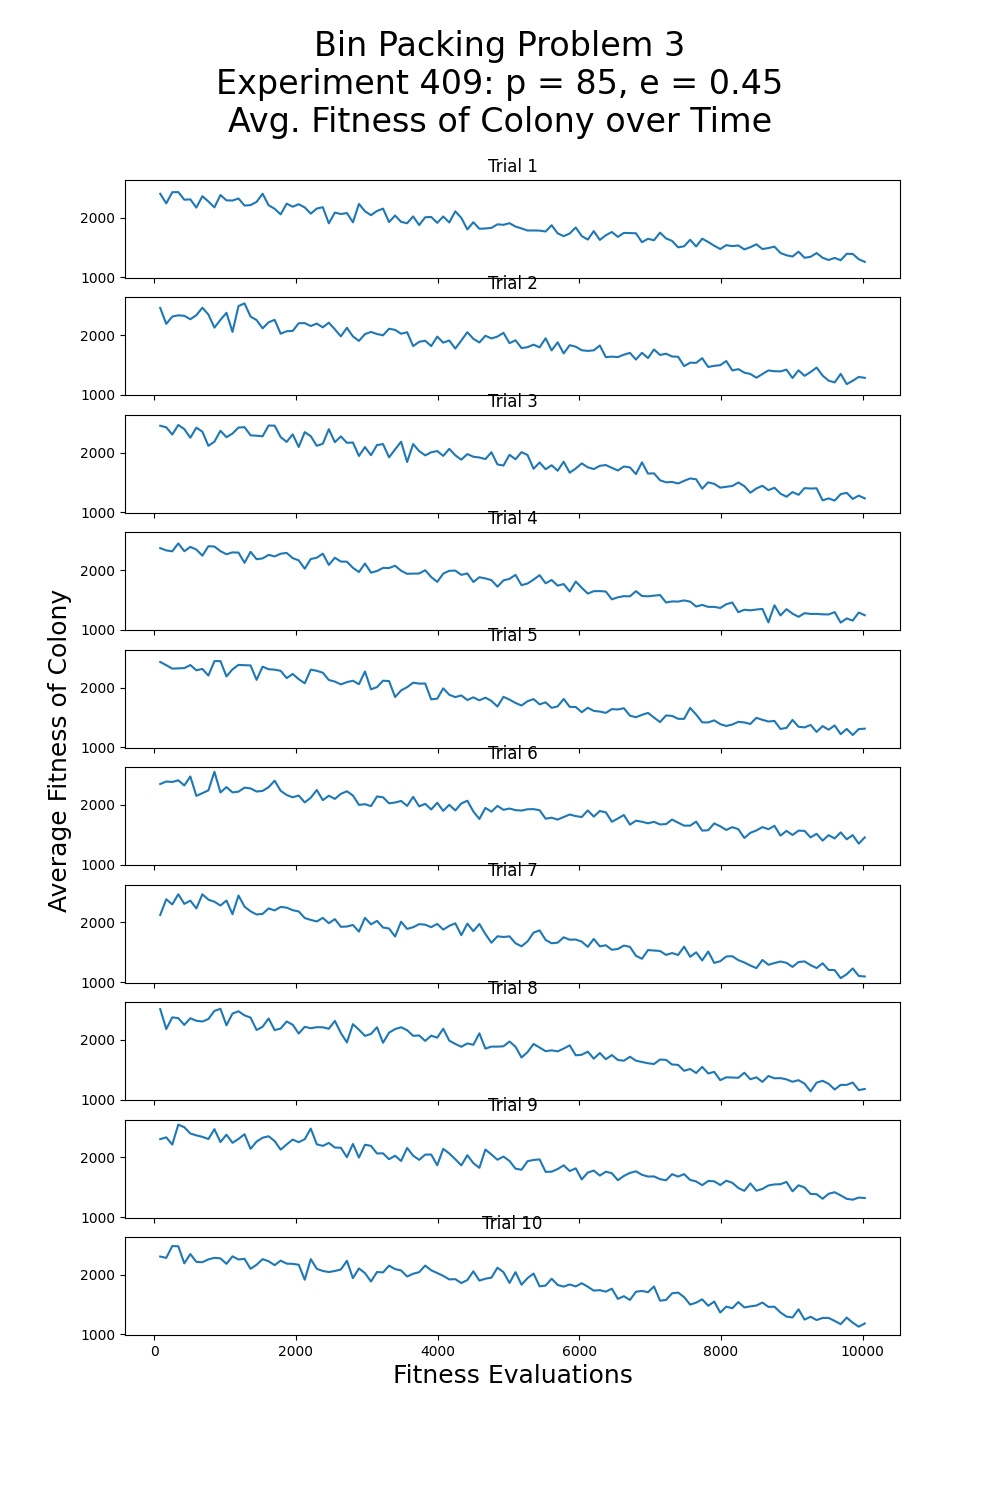 Bin Packing Problem 3
Experiment 409: p = 85, e = 0.45
Avg. Fitness of Colony over Time
Trial 1
2000
1000
Trial 2
2000
1000
Trial 3
2000
1000
Trial 4
2000
1000
Trial 5
2000
1000
Trial 6
2000
1000
Trial 7
2000
1000
Trial 8
2000
1000
Trial 9
2000
1000
Trial 10
2000
1000
0 2000 4000 6000 8000 10000
Fitness Evaluations
Average Fitness of Colony